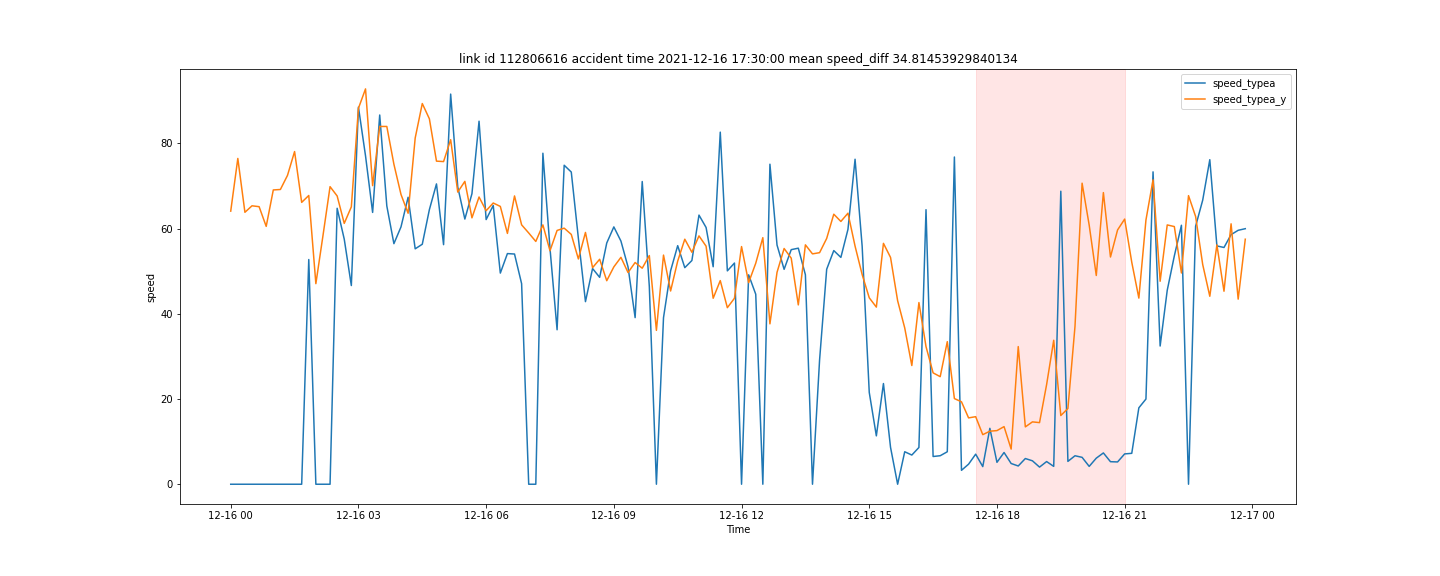 link id 112806616 accident time 2021-12-16 17:30:00 mean speed_diff 34.81453929840134
speed_typea
speed_typea_y
speed
80
60
40
20
0
12-16 00 12-16 03 12-16 06 12-16 09 12-16 12 12-16 15 12-16 18 12-16 21 12-17 00
Time